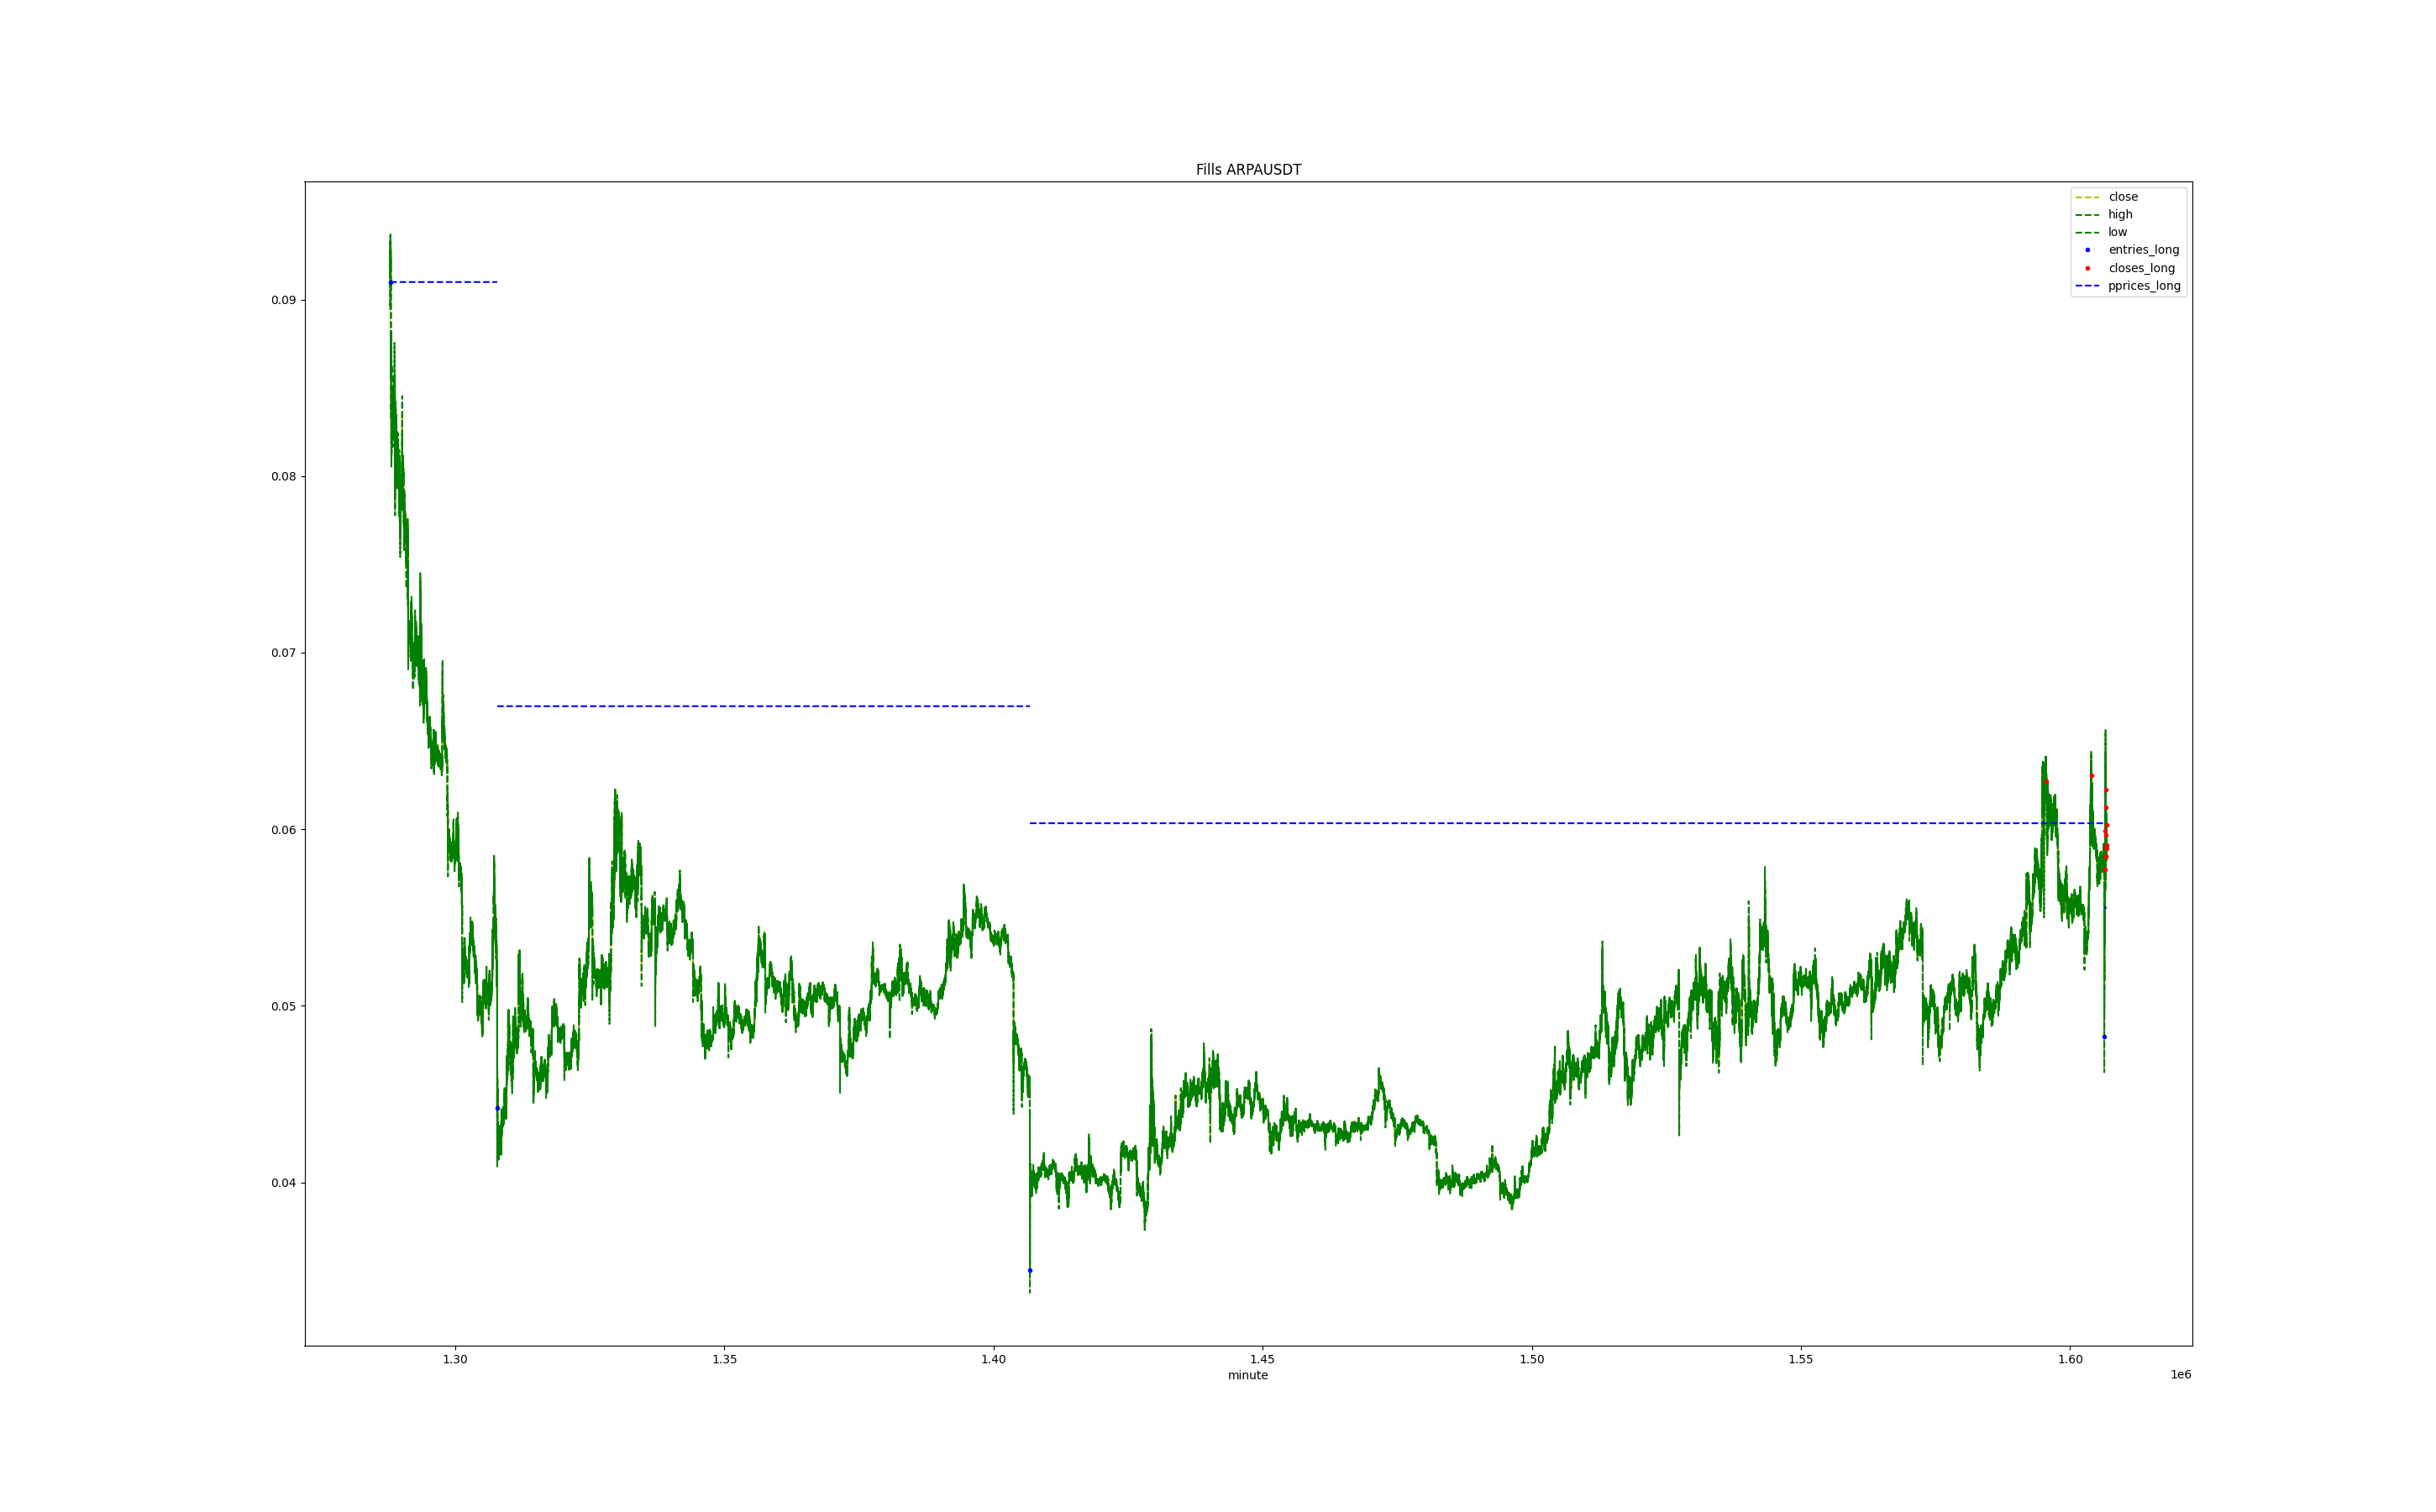 Fills ARPAUSDT
close
high
low
entries_long
closes_long
pprices_long
0.09
0.08
0.07
0.06
0.05
0.04
1.30 1.35 1.40 1.45 1.50 1.55 1.60
minute
1e6